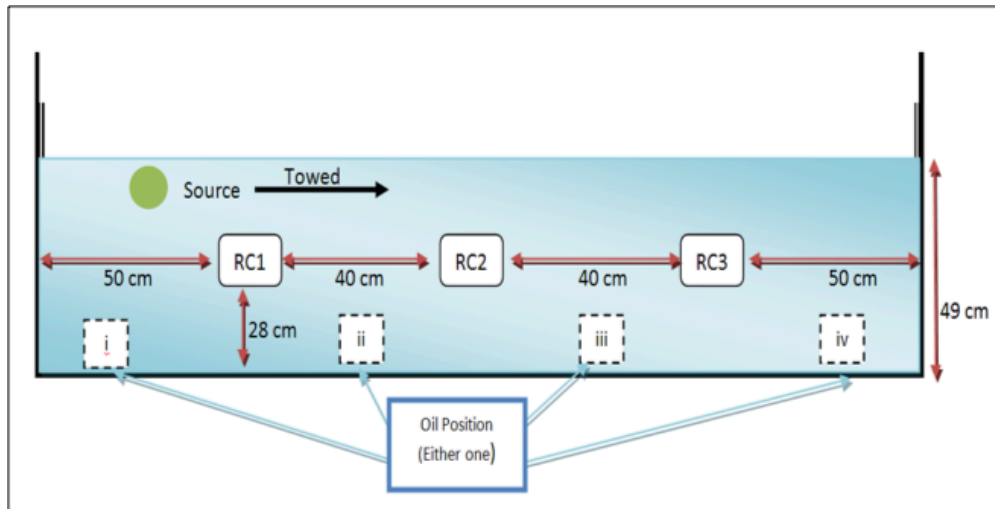 Source
Towed
RC1
RC2
RC3
50 cm
40 cm
40 cm
50 cm
49 cm
28 cm
i
ii
iii
iv
Oil Position
(Either one)